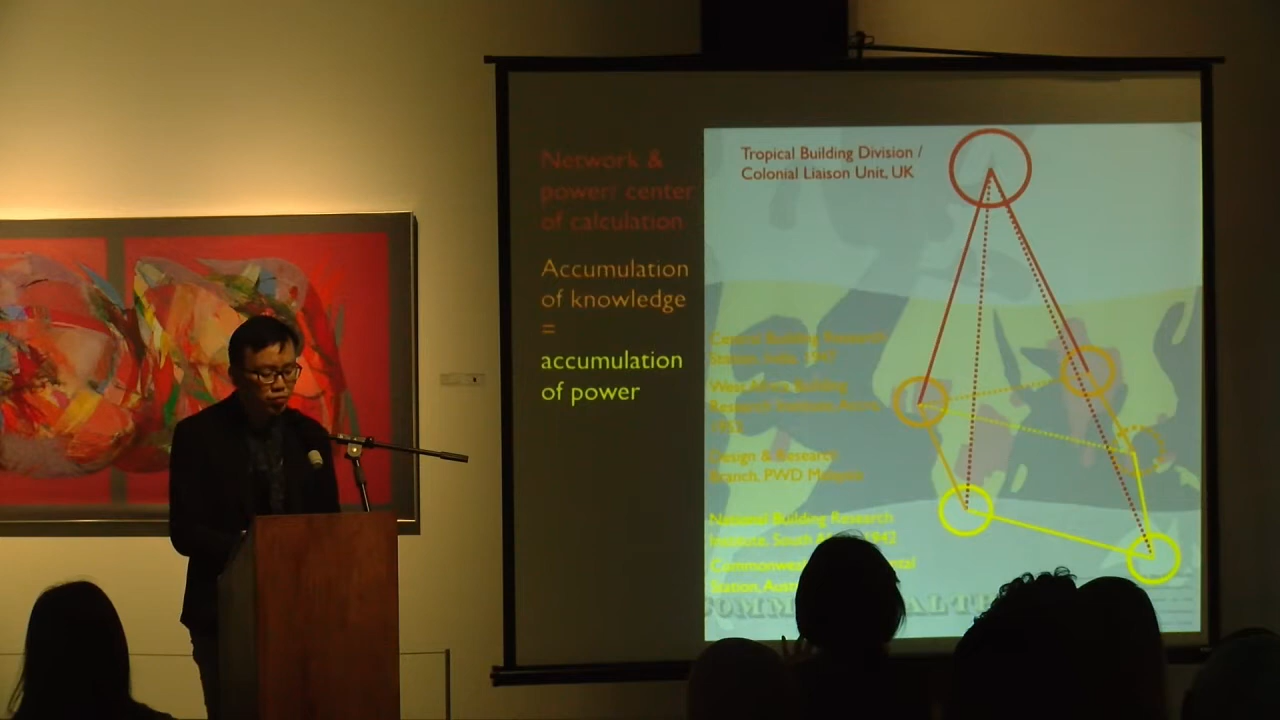 Network &
power/ center
of calculation
Accumulation
of knowledge
=
accumulation
of power
Tropical Building Division /
Colonial Liaison Unit, UK
Central Building Research
Station, India, 1947
West Africa Building
Research Institute, Accra,
1952
Design & Research
Branch, PWD Malaya
National Building Research
Institute, South 1942
Station,